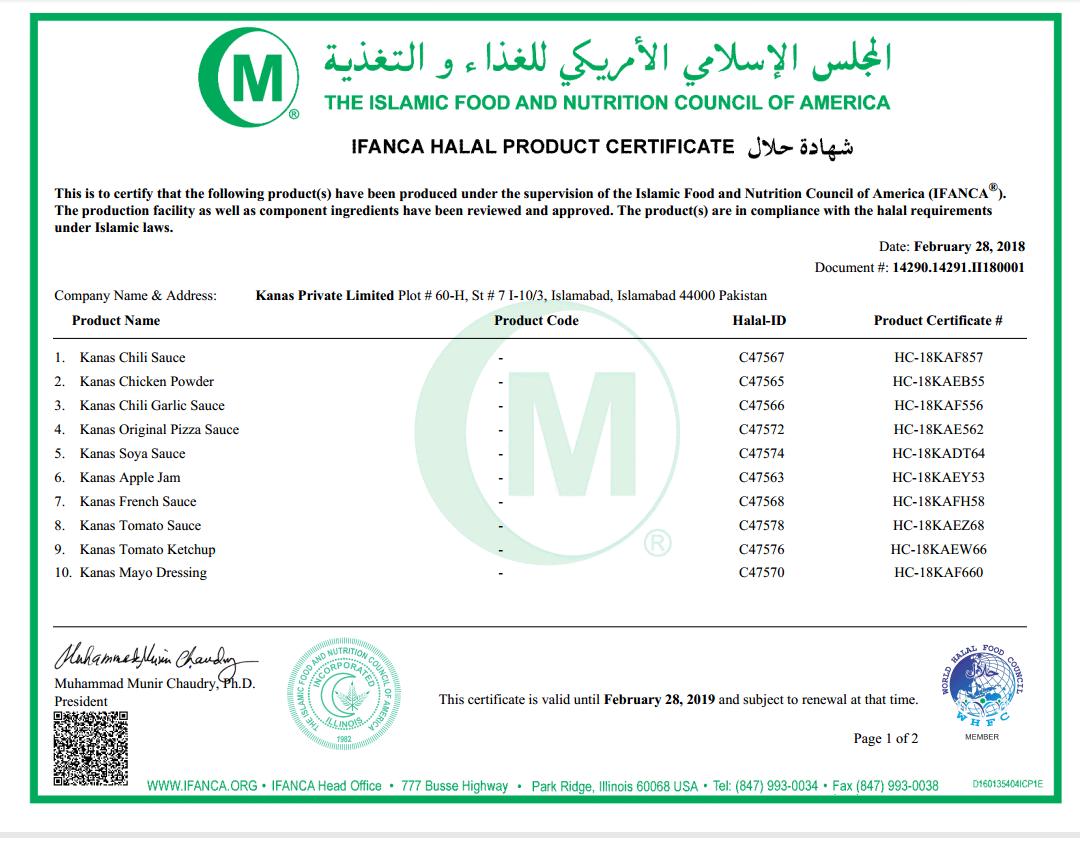 M
المجلس الإسلامي الأمريكي للغذاء و التغذية
THE ISLAMIC FOOD AND NUTRITION COUNCIL OF AMERICA
®
IFANCA HALAL PRODUCT CERTIFICATE شهادة حلال
This is to certify that the following product(s) have been produced under the supervision of the Islamic Food and Nutrition Council of America (IFANCA®).
The production facility as well as component ingredients have been reviewed and approved. The product(s) are in compliance with the halal requirements
under Islamic laws.
Date: February 28, 2018
Document #: 14290.14291.II180001
Company Name & Address: Kanas Private Limited Plot # 60-H, St # 7 I-10/3, Islamabad, Islamabad 44000 Pakistan
Product Name Product Code Halal-ID Product Certificate #
1. Kanas Chili Sauce - C47567 HC-18KAF857
2. Kanas Chicken Powder - C47565 HC-18KAEB55
3. Kanas Chili Garlic Sauce - C47566 HC-18KAF556
4. Kanas Original Pizza Sauce - C47572 HC-18KAE562
5. Kanas Soya Sauce - C47574 HC-18KADT64
6. Kanas Apple Jam - C47563 HC-18KAEY53
7. Kanas French Sauce - C47568 HC-18KAFH58
8. Kanas Tomato Sauce - C47578 HC-18KAEZ68
9. Kanas Tomato Ketchup - C47576 HC-18KAEW66
10. Kanas Mayo Dressing - C47570 HC-18KAF660
M
®
Muhammad Munir Chaudry
Muhammad Munir Chaudry, Ph.D.
President
THE ISLAMIC FOOD AND NUTRITION COUNCIL OF AMERICA
INCORPORATED
ILLINOIS
1982
This certificate is valid until February 28, 2019 and subject to renewal at that time.
WORLD HALAL FOOD COUNCIL
حلال
WHFC
MEMBER
Page 1 of 2
WWW.IFANCA.ORG • IFANCA Head Office • 777 Busse Highway • Park Ridge, Illinois 60068 USA • Tel: (847) 993-0034 • Fax (847) 993-0038
D160135404ICP1E